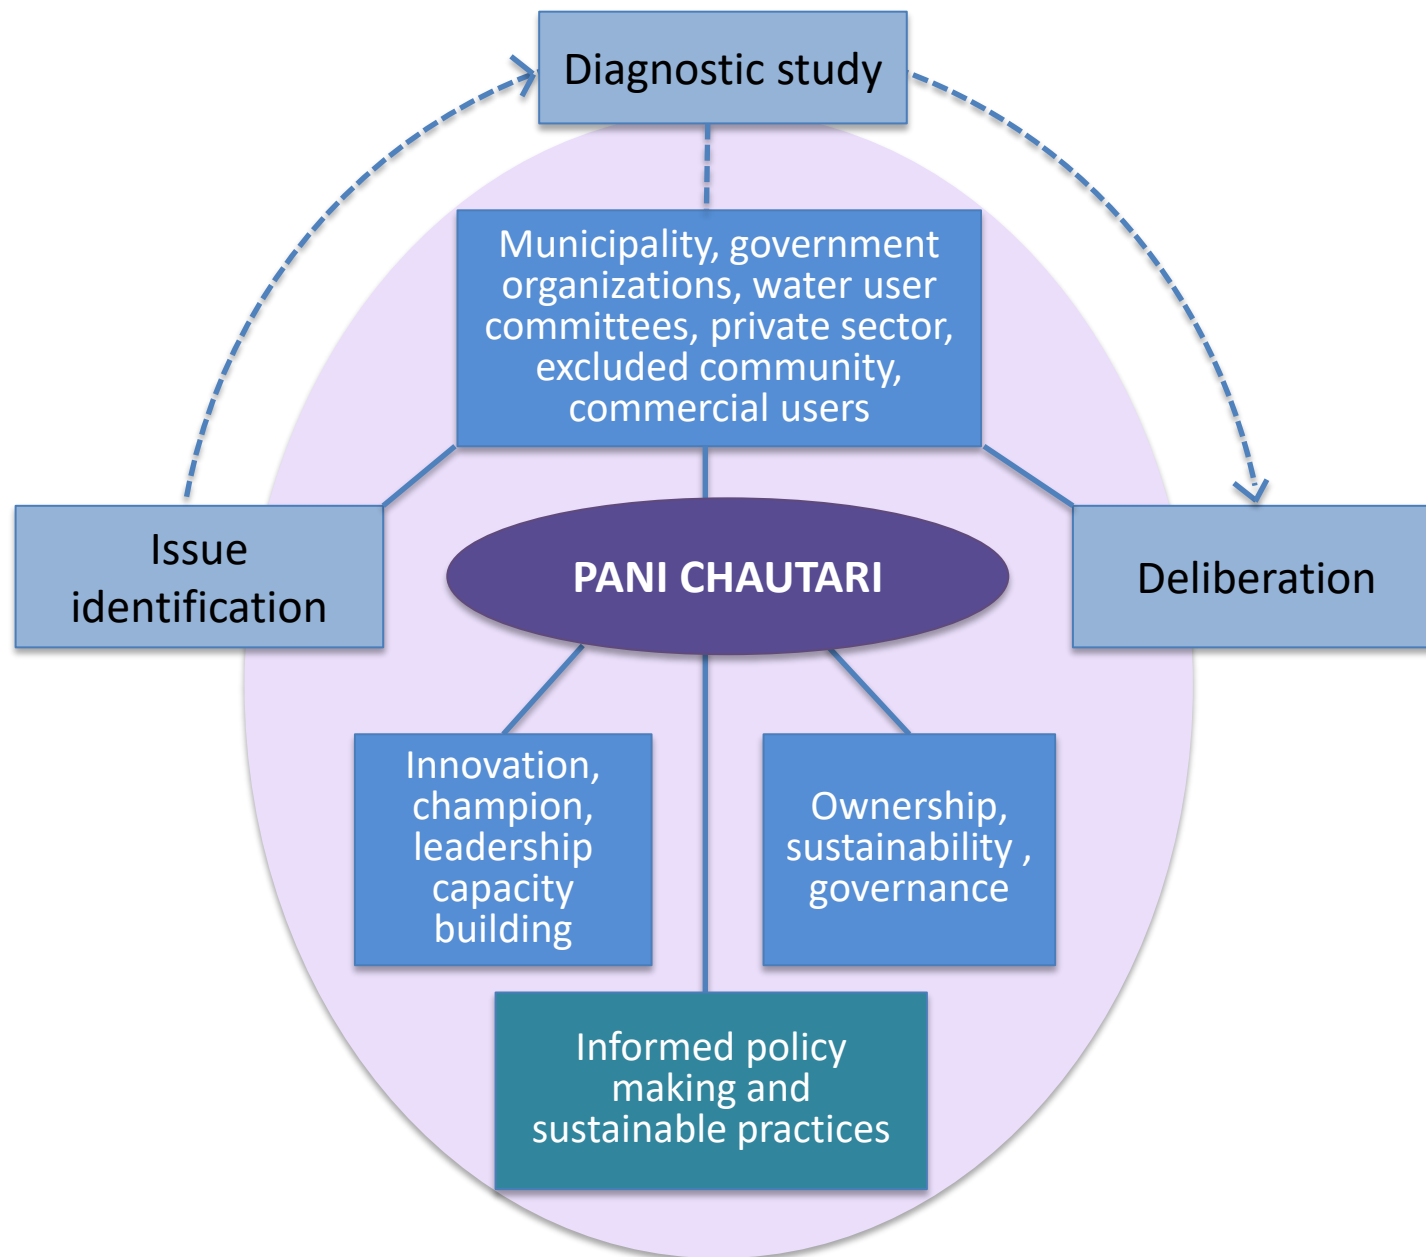 Diagnostic study
Municipality, government
organizations, water user
committees, private sector,
excluded community,
commercial users
Issue
identification
PANI CHAUTARI
Deliberation
Innovation,
champion,
leadership
capacity
building
Ownership,
sustainability ,
governance
Informed policy
making and
sustainable practices